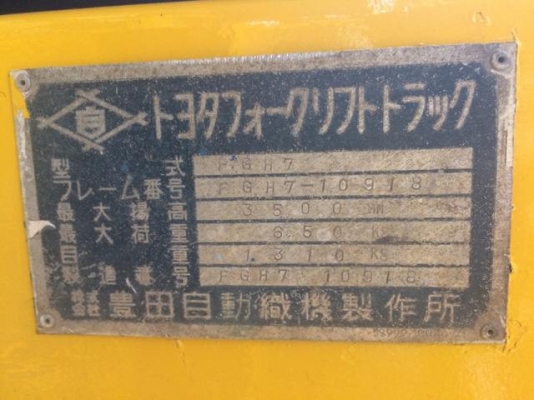 自 トヨタフォークリフトトラック
型式 FGH7
フレーム番号 FGH7-10918
最大揚高 3500 MM
最大荷重 650 K
自重 1310 KG
製造番号 FGH7 10918
株式会社 豊田自動織機製作所